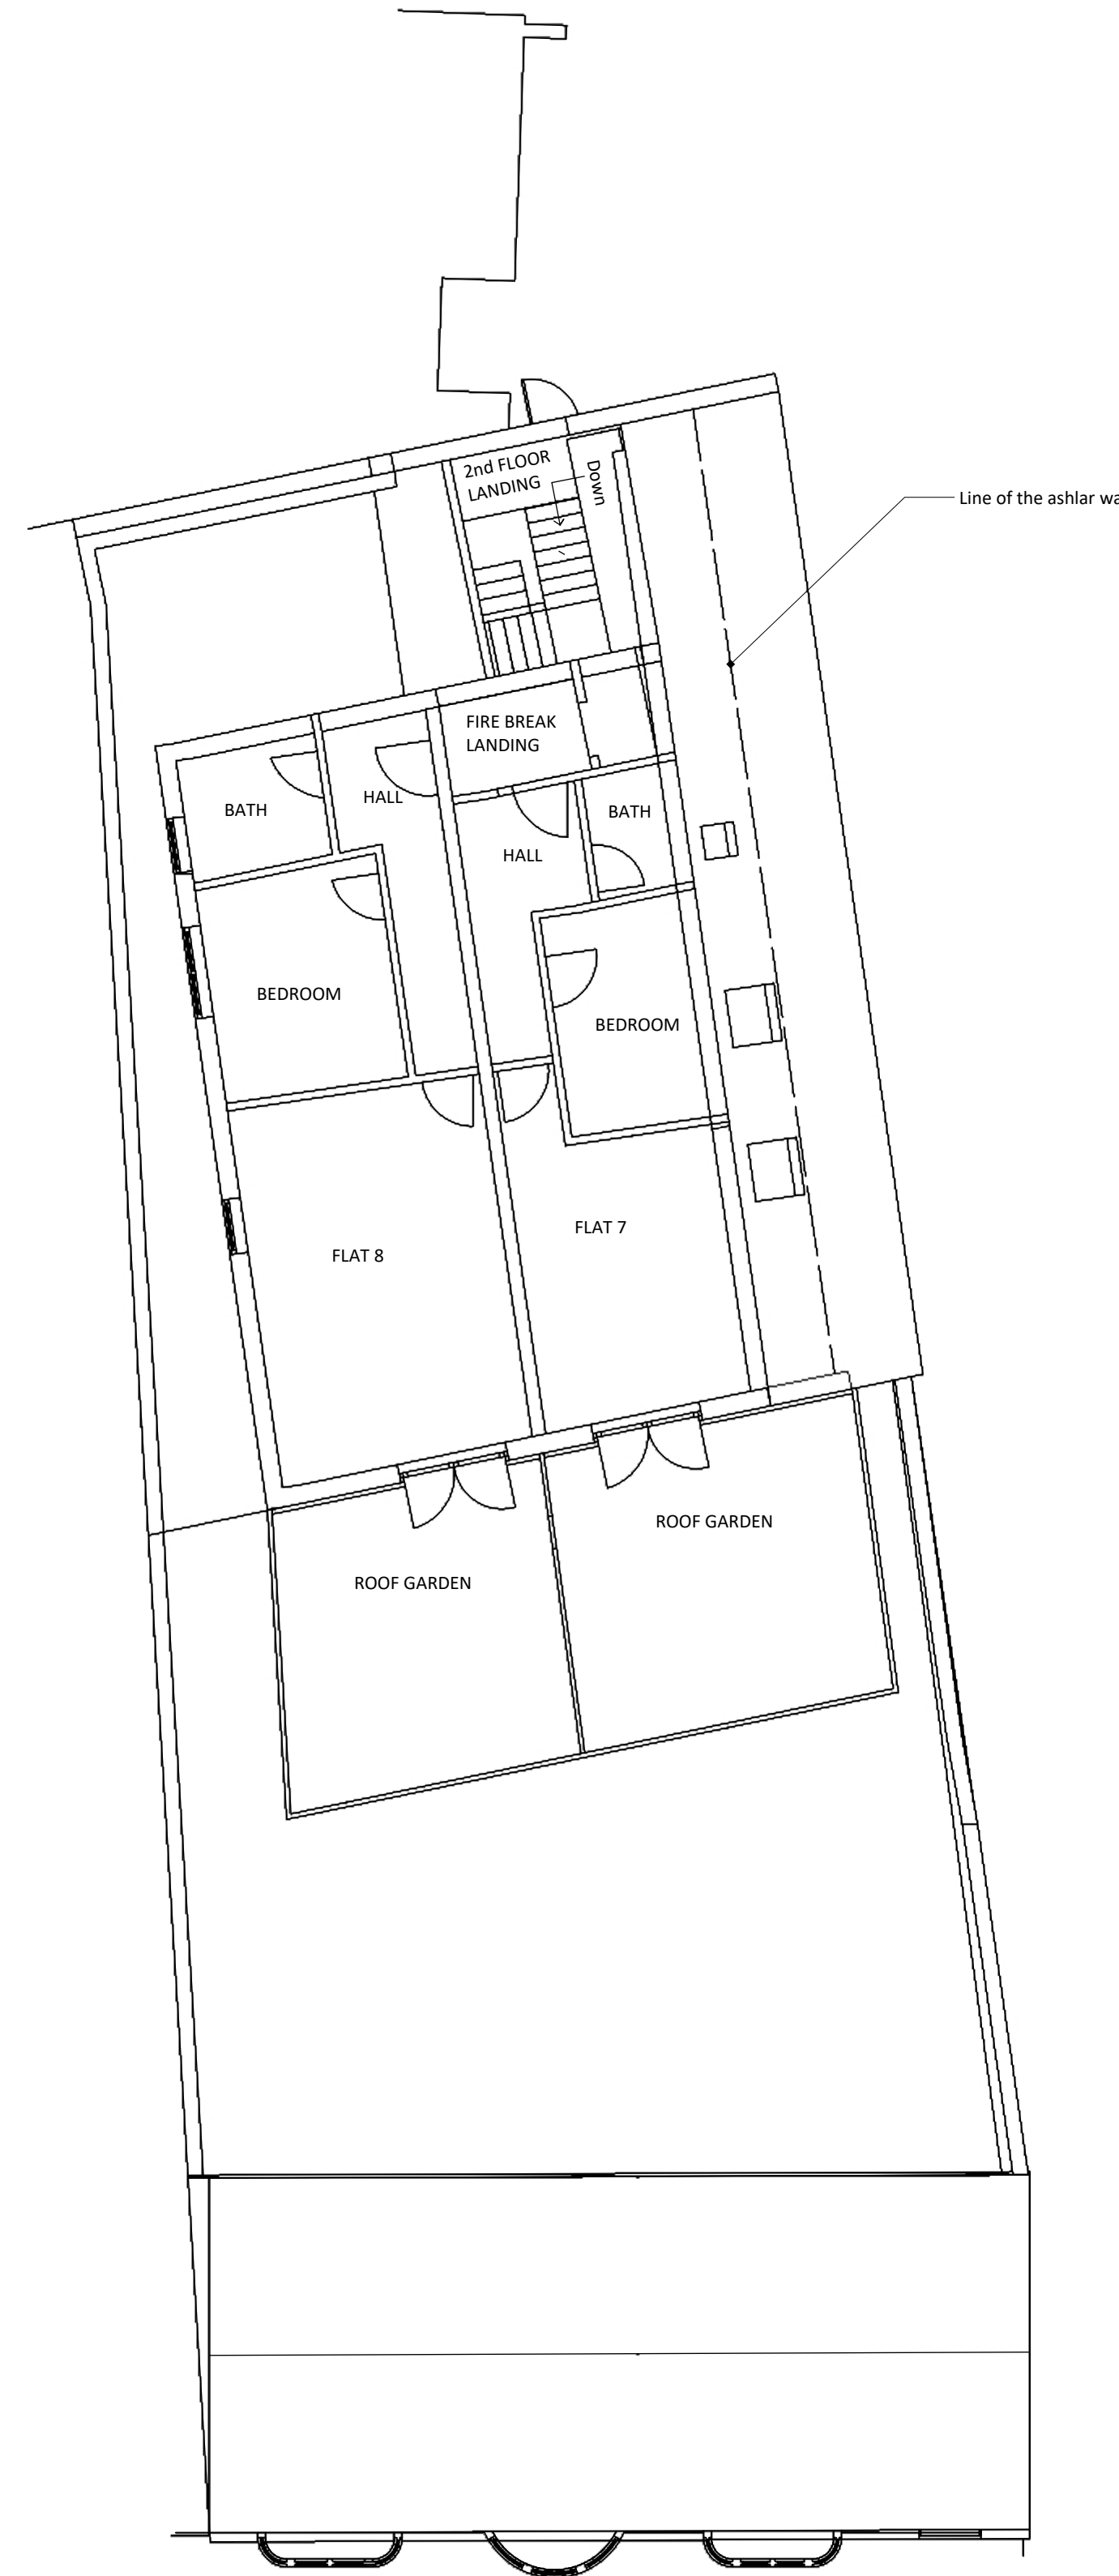 2nd FLOOR
LANDING
Down
Line of the ashlar
FIRE BREAK
LANDING
BATH
HALL
BATH
HALL
BEDROOM
BEDROOM
FLAT 7
FLAT 8
ROOF GARDEN
ROOF GARDEN